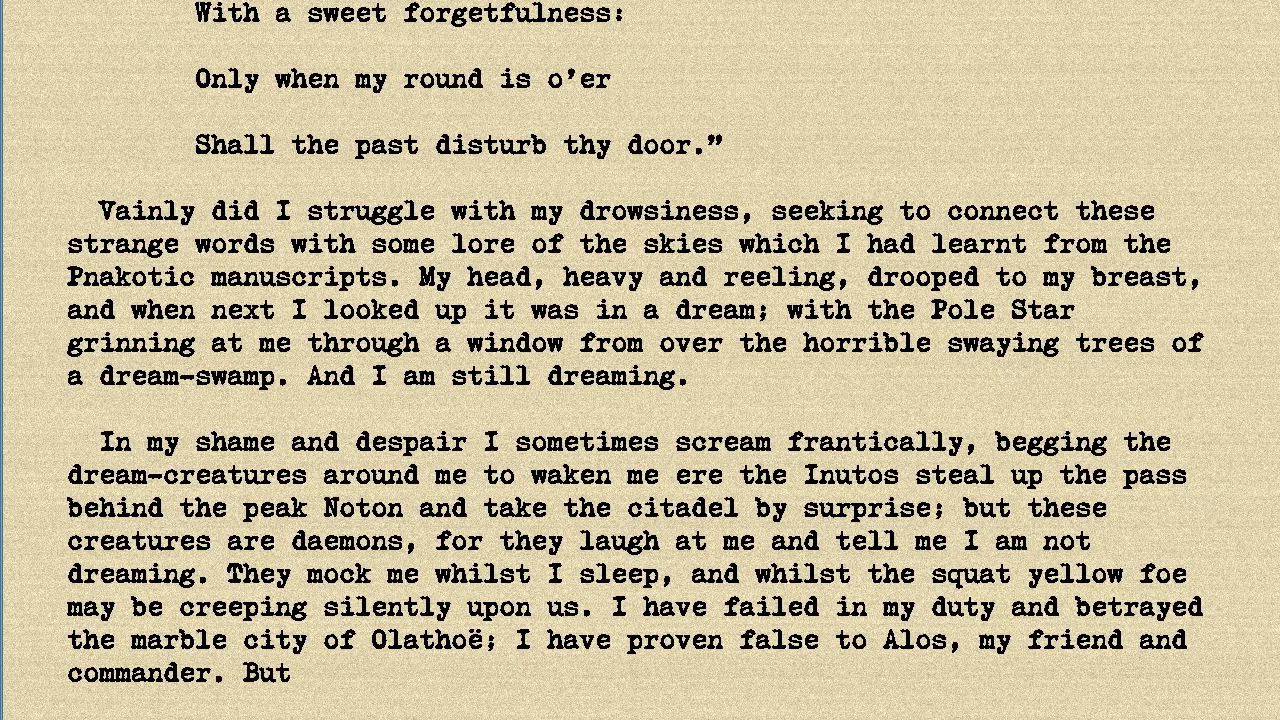 With a sweet forgetfulness:
Only when my round is o’er
Shall the past disturb thy door.”
Vainly did I struggle with my drowsiness, seeking to connect these
strange words with some lore of the skies which I had learnt from the
Pnakotic manuscripts. My head, heavy and reeling, drooped to my breast,
and when next I looked up it was in a dream; with the Pole Star
grinning at me through a window from over the horrible swaying trees of
a dream-swamp. And I am still dreaming.
In my shame and despair I sometimes scream frantically, begging the
dream-creatures around me to waken me ere the Inutos steal up the pass
behind the peak Noton and take the citadel by surprise; but these
creatures are daemons, for they laugh at me and tell me I am not
dreaming. They mock me whilst I sleep, and whilst the squat yellow foe
may be creeping silently upon us. I have failed in my duty and betrayed
the marble city of Olathoë; I have proven false to Alos, my friend and
commander. But